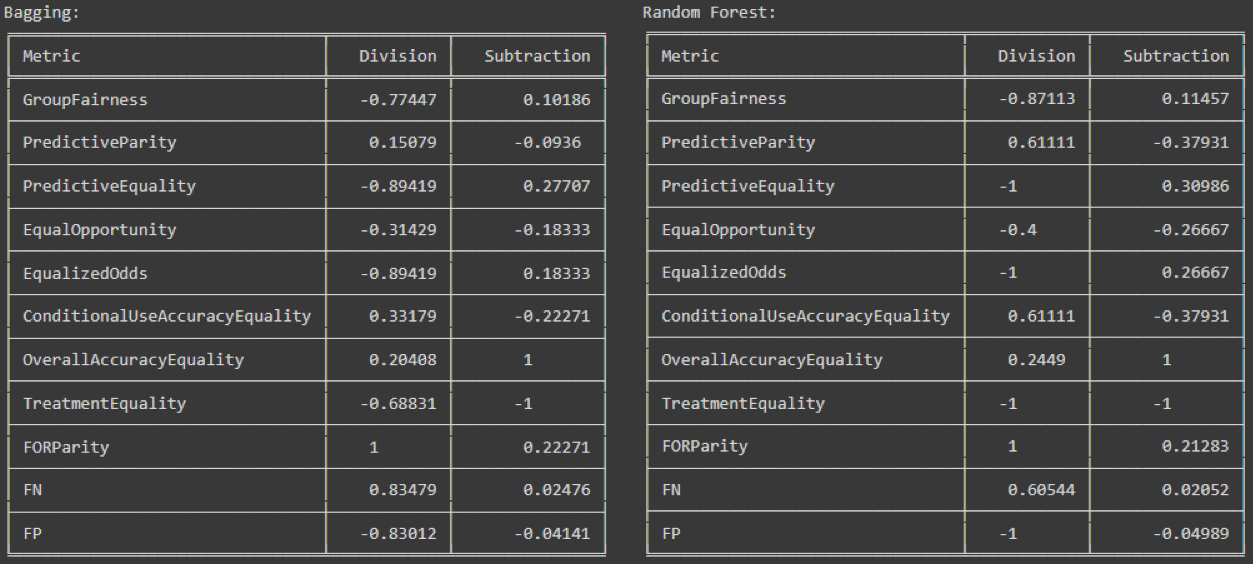 Bagging:
Metric Division Subtraction
GroupFairness -0.77447 0.10186
PredictiveParity 0.15079 -0.0936
PredictiveEquality -0.89419 0.27707
EqualOpportunity -0.31429 -0.18333
EqualizedOdds -0.89419 0.18333
ConditionalUseAccuracyEquality 0.33179 -0.22271
OverallAccuracyEquality 0.20408 1
TreatmentEquality -0.68831 -1
FORParity 1 0.22271
FN 0.83479 0.02476
FP -0.83012 -0.04141
Random Forest:
Metric Division Subtraction
GroupFairness -0.87113 0.11457
PredictiveParity 0.61111 -0.37931
PredictiveEquality -1 0.30986
EqualOpportunity -0.4 -0.26667
EqualizedOdds -1 0.26667
ConditionalUseAccuracyEquality 0.61111 -0.37931
OverallAccuracyEquality 0.2449 1
TreatmentEquality -1 -1
FORParity 1 0.21283
FN 0.60544 0.02052
FP -1 -0.04989